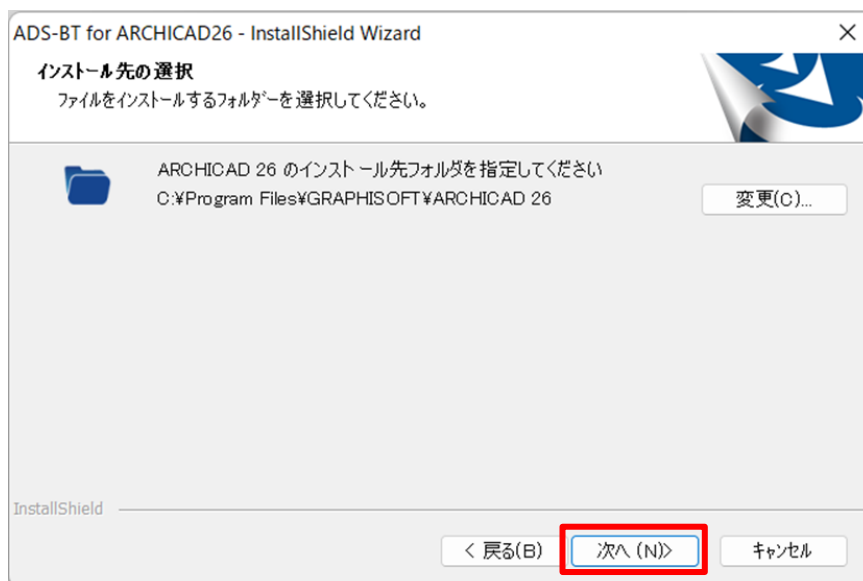 ADS-BT for ARCHICAD26 - InstallShield Wizard
インストール先の選択
ファイルをインストールするフォルダーを選択してください。
ARCHICAD 26 のインストール先フォルダを指定してください
C:¥Program Files¥GRAPHISOFT¥ARCHICAD 26
変更(C)...
InstallShield
< 戻る(B)
次へ (N)>
キャンセル